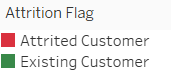 Attrition Flag
Attrited Customer
Existing Customer